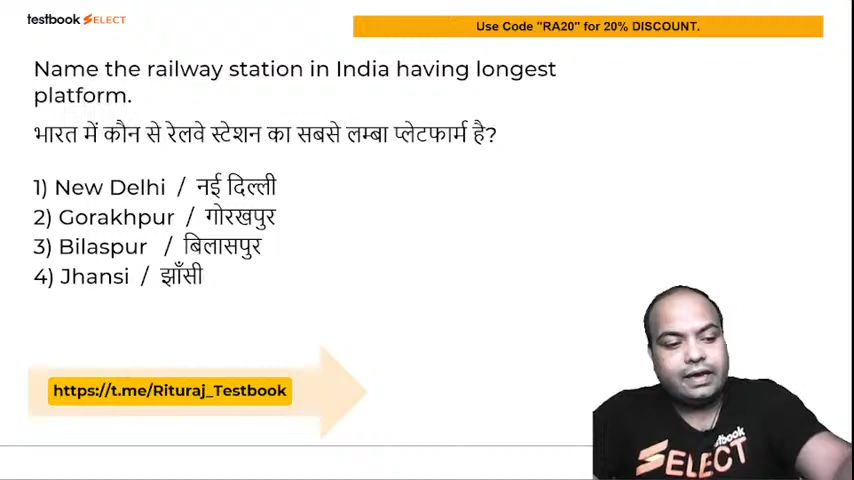 testbook SELECT
Use Code "RA20" for 20% DISCOUNT.
Name the railway station in India having longest
platform.
भारत में कौन से रेलवे स्टेशन का सबसे लम्बा प्लेटफार्म है?
1) New Delhi / नई दिल्ली
2) Gorakhpur / गोरखपुर
3) Bilaspur / बिलासपुर
4) Jhansi / झाँसी
https://t.me/Rituraj_Testbook
stbook
SELECT